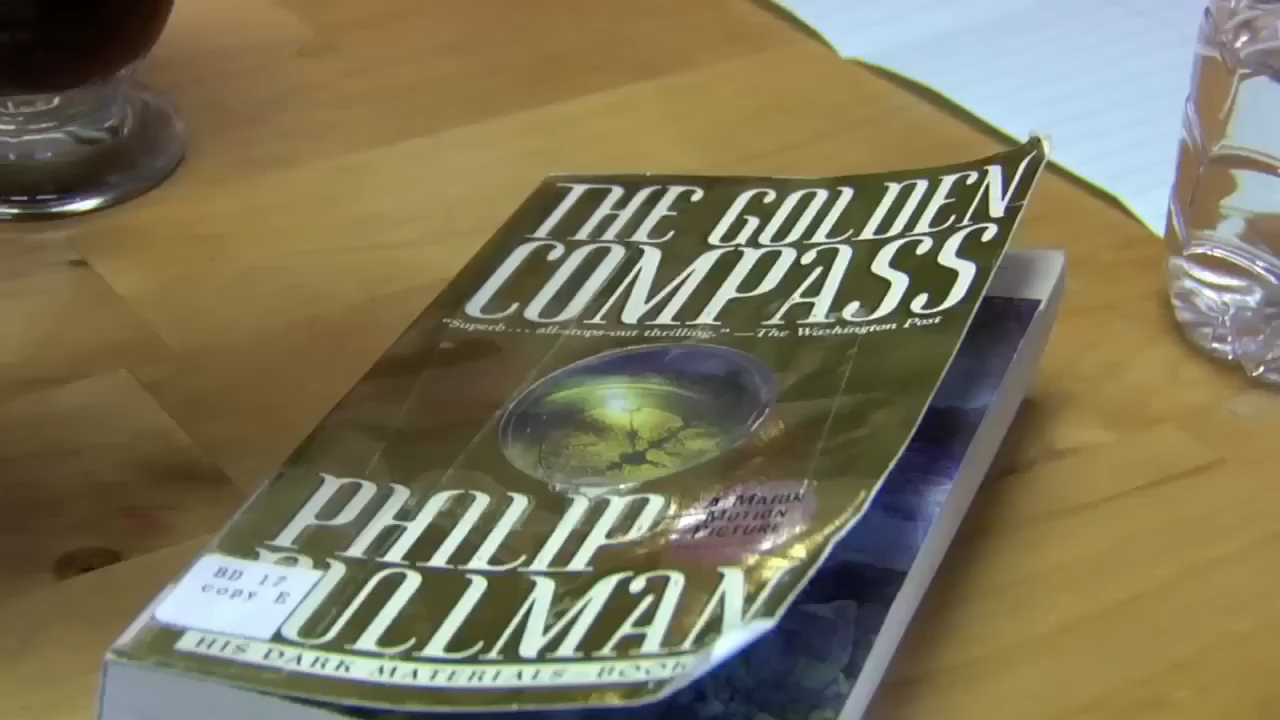 THE GOLDEN
COMPASS
"Superb... all-stops-out thrilling." —The Washington Post
A MAJOR
MOTION
PICTURE
PHILIP
PULLMAN
BD 17
copy E
HIS DARK MATERIALS BOOK